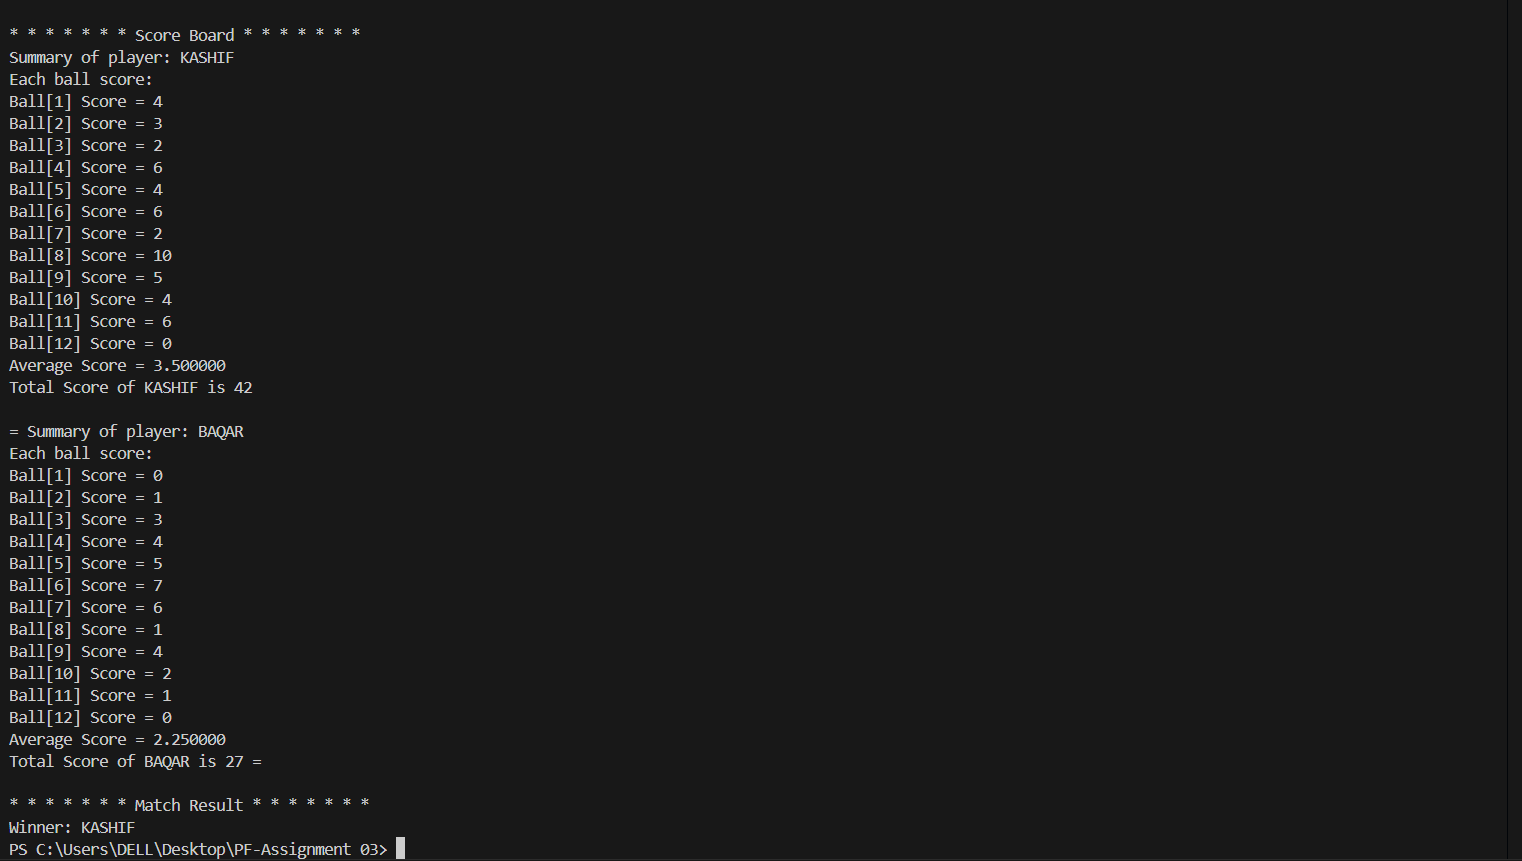 * * * * * * * Score Board * * * * * * *
Summary of player: KASHIF
Each ball score:
Ball[1] Score = 4
Ball[2] Score = 3
Ball[3] Score = 2
Ball[4] Score = 6
Ball[5] Score = 4
Ball[6] Score = 6
Ball[7] Score = 2
Ball[8] Score = 10
Ball[9] Score = 5
Ball[10] Score = 4
Ball[11] Score = 6
Ball[12] Score = 0
Average Score = 3.500000
Total Score of KASHIF is 42
= Summary of player: BAQAR
Each ball score:
Ball[1] Score = 0
Ball[2] Score = 1
Ball[3] Score = 3
Ball[4] Score = 4
Ball[5] Score = 5
Ball[6] Score = 7
Ball[7] Score = 6
Ball[8] Score = 1
Ball[9] Score = 4
Ball[10] Score = 2
Ball[11] Score = 1
Ball[12] Score = 0
Average Score = 2.250000
Total Score of BAQAR is 27 =
* * * * * * * Match Result * * * * * * *
Winner: KASHIF
PS C:\Users\DELL\Desktop\PF-Assignment 03>